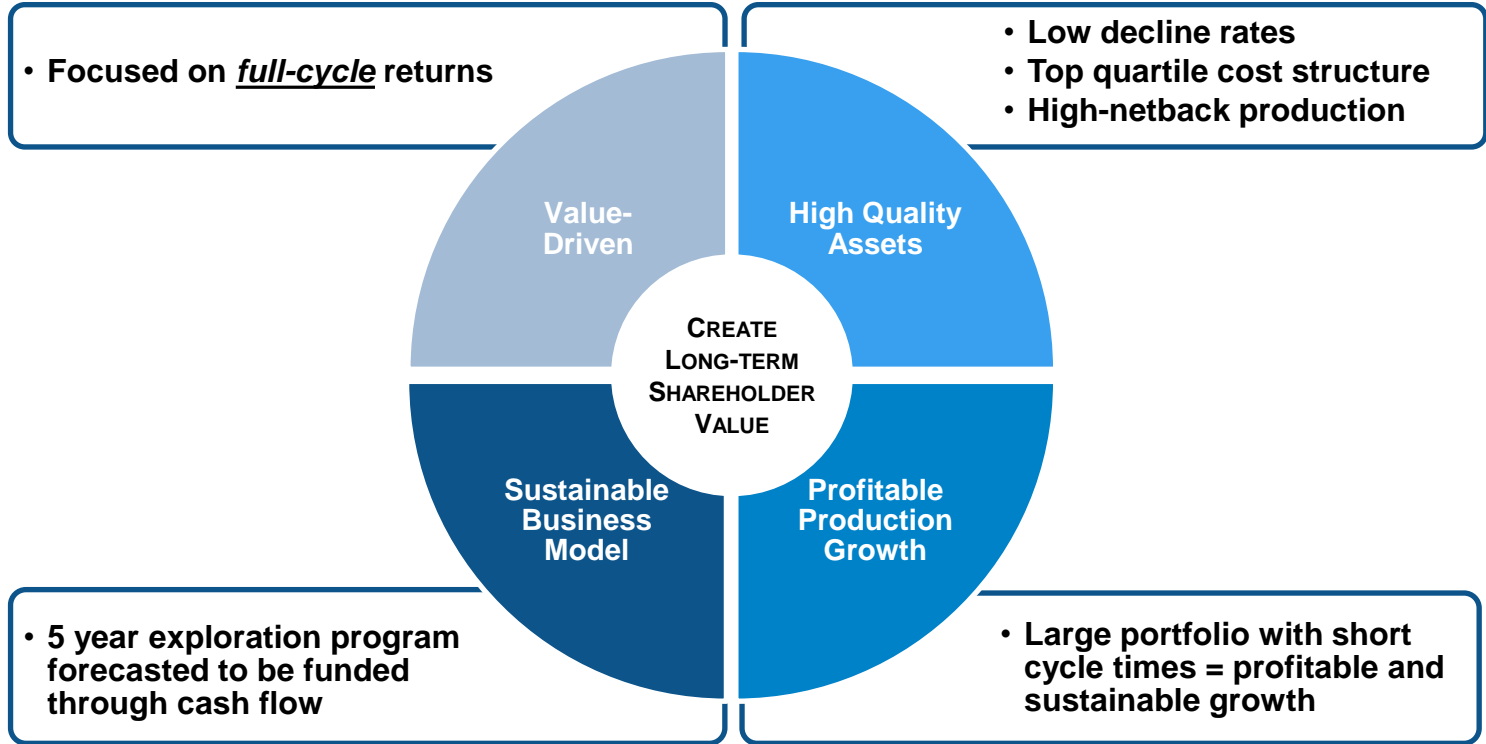 • Focused on full-cycle returns
• Low decline rates
• Top quartile cost structure
• High-netback production
Value-
Driven
High Quality
Assets
CREATE
LONG-TERM
SHAREHOLDER
VALUE
Sustainable
Business
Model
Profitable
Production
Growth
• 5 year exploration program
forecasted to be funded
through cash flow
• Large portfolio with short
cycle times = profitable and
sustainable growth